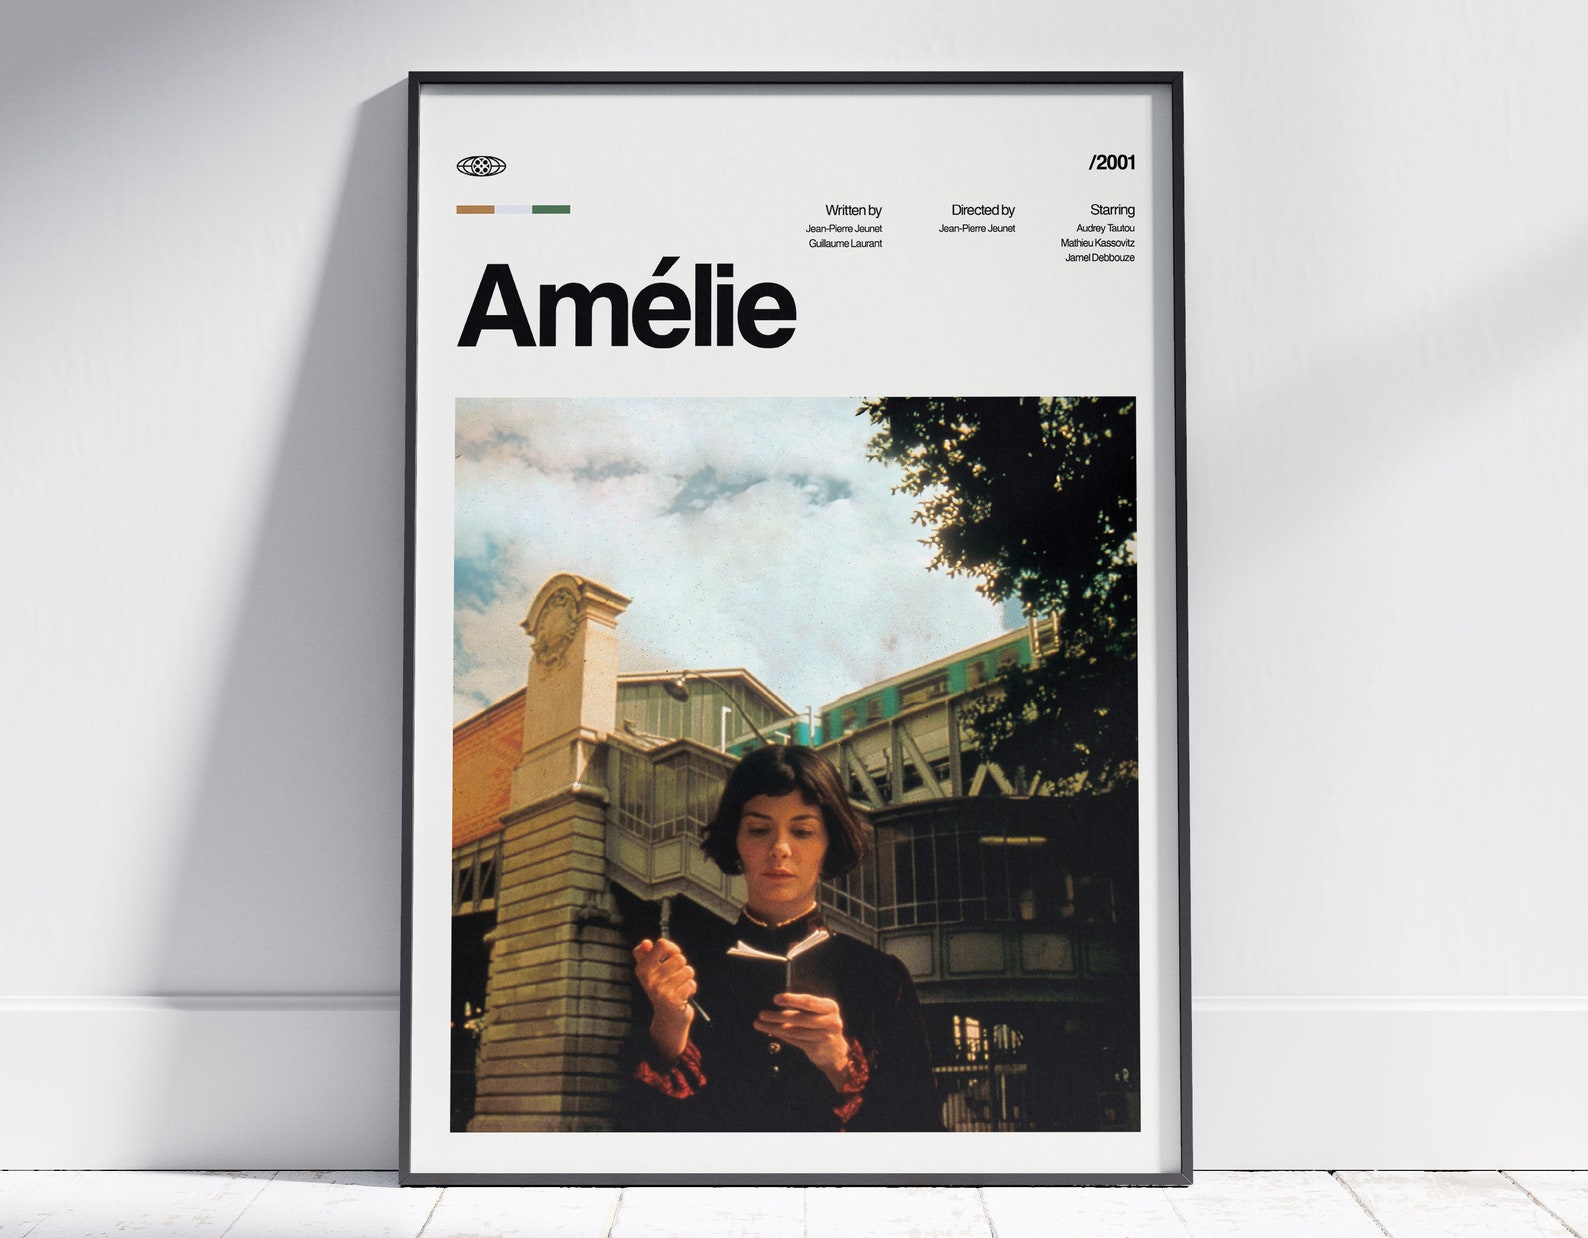 /2001
Written by
Jean-Pierre Jeunet
Guillaume Laurant
Directed by
Jean-Pierre Jeunet
Starring
Audrey Tautou
Mathieu Kassovitz
Jamel Debbouze
Amélie